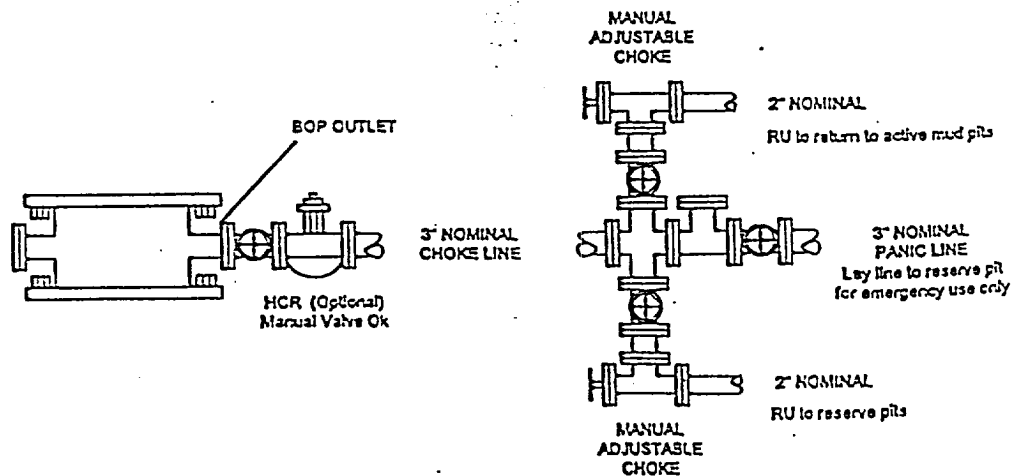 MANUAL
ADJUSTABLE
CHOKE
2" NOMINAL
RU to return to active mud pits
BOP OUTLET
3" NOMINAL
CHOKE LINE
HCR (Optional)
Manual Valve Ok
3" NOMINAL
PANIC LINE
Lay line to reserve pit
for emergency use only
2" NOMINAL
RU to reserve pits
MANUAL
ADJUSTABLE
CHOKE